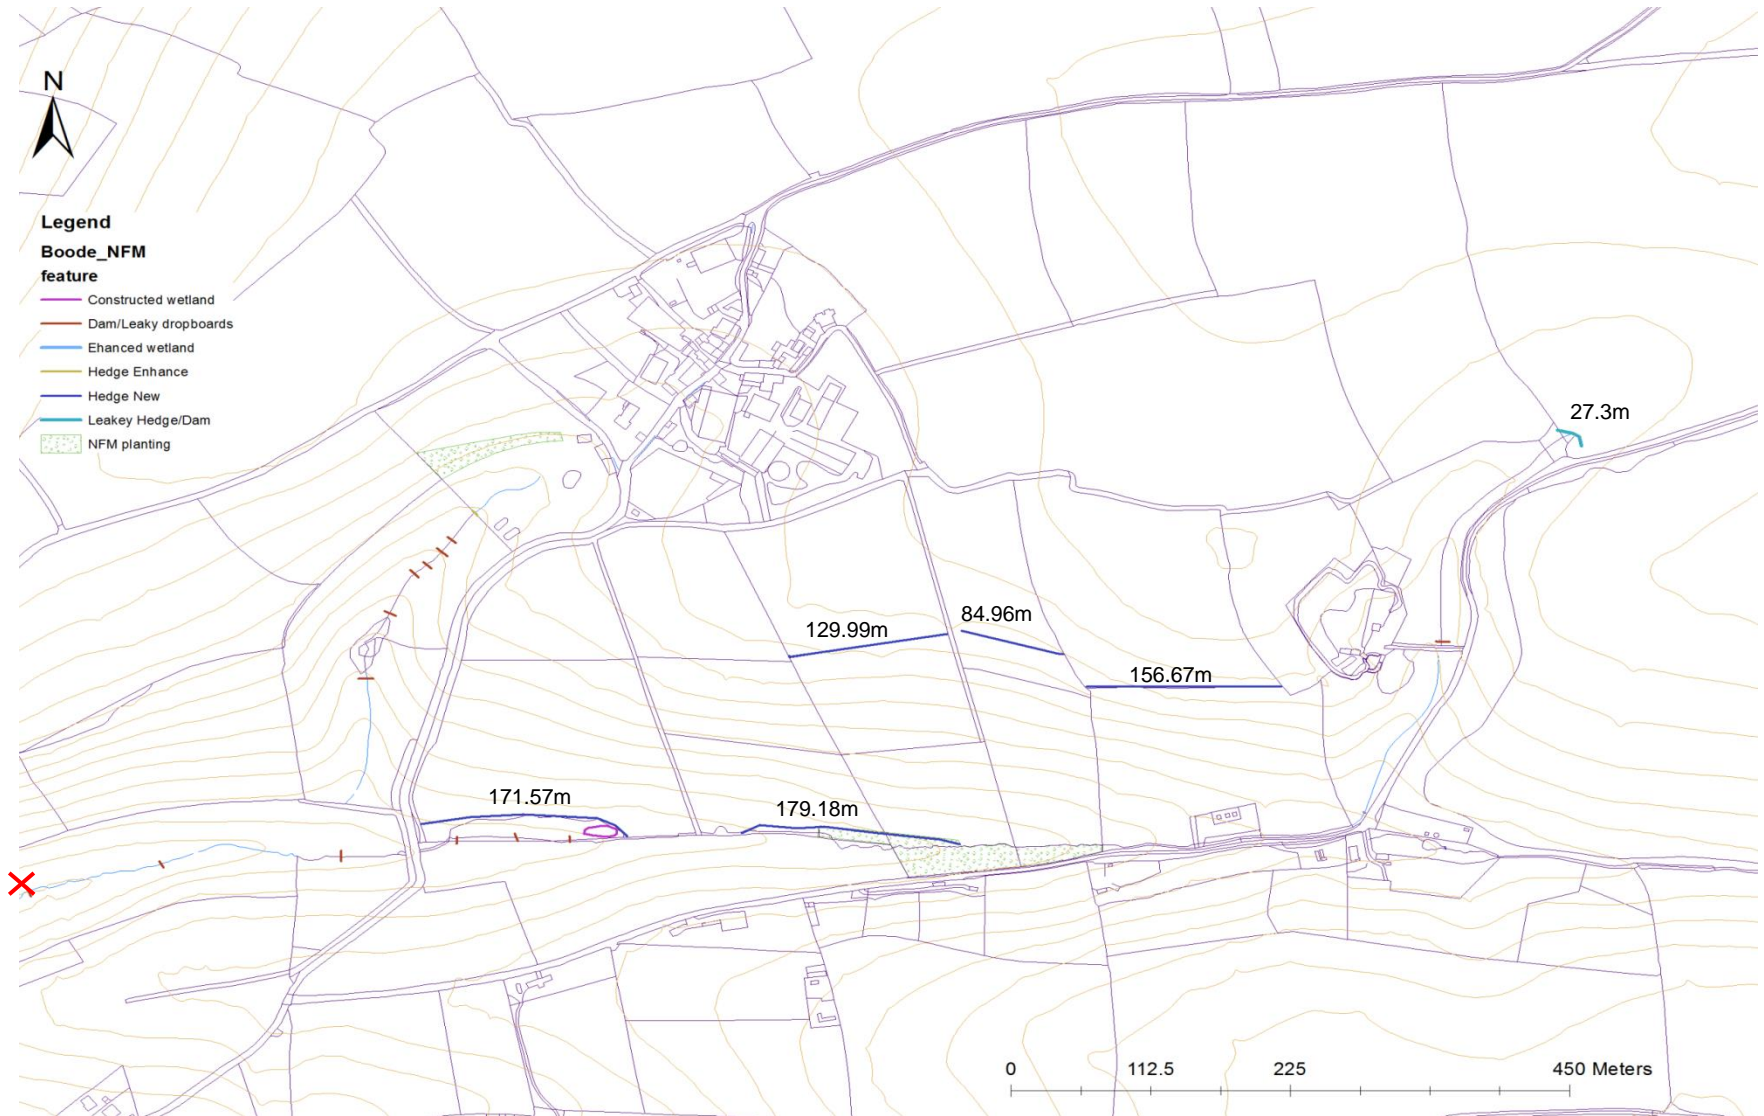 N
Legend
Boode_NFM
feature
Constructed wetland
Dam/Leaky dropboards
Ehanced wetland
Hedge Enhance
Hedge New
Leakey Hedge/Dam
NFM planting
27.3m
129.99m
84.96m
156.67m
171.57m
179.18m
0 112.5 225 450 Meters